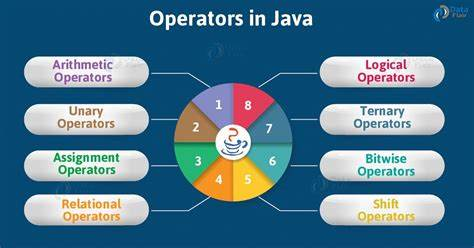 Operators in Java
Data
Flair
Arithmetic
Operators
Unary
Operators
Assignment
Operators
Relational
Operators
1
2
3
4
5
6
7
8
Logical
Operators
Ternary
Operators
Bitwise
Operators
Shift
Operators